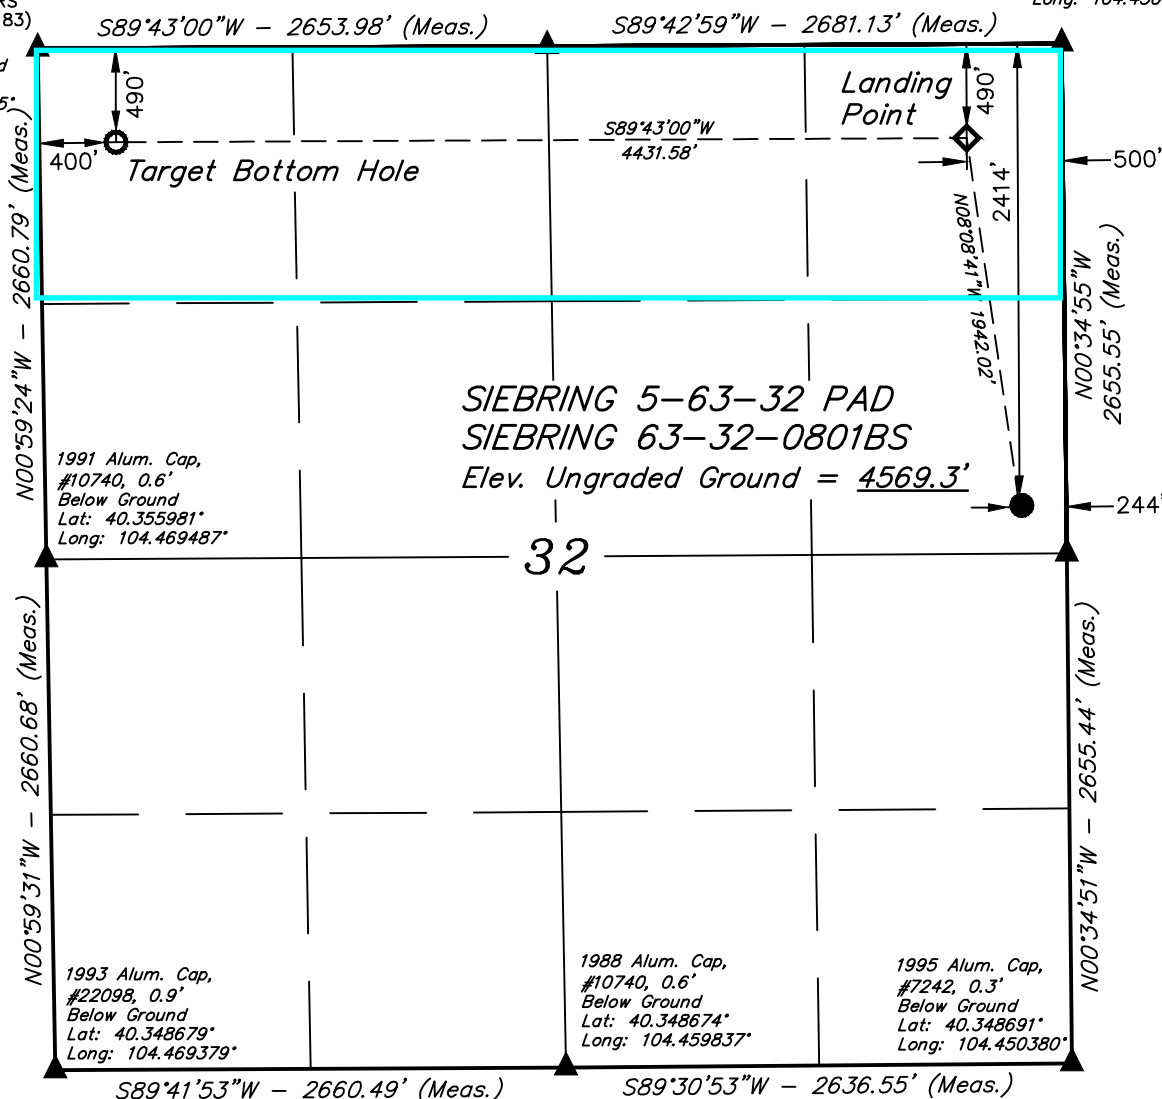 83)
S89°43'00"W - 2653.98' (Meas.)
S89°42'59" W - 2681.13' (Meas.)
490'
400'
Target Bottom Hole
S89°43'00"W
4431.58'
Landing
Point
490'
2414'
500'
N08°08'41"W 1942.02'
N00°59'24"W - 2660.79' (Meas.)
N00°34'55"W
2655.55' (Meas.)
SIEBRING 5-63-32 PAD
SIEBRING 63-32-0801BS
Elev. Ungraded Ground = 4569.3'
244'
1991 Alum. Cap,
#10740, 0.6'
Below Ground
Lat: 40.355981°
Long: 104.469487°
32
N00°59'31"W - 2660.68' (Meas.)
N00°34'51"W - 2655.44' (Meas.)
1993 Alum. Cap,
#22098, 0.9'
Below Ground
Lat: 40.348679°
Long: 104.469379°
1988 Alum. Cap,
#10740, 0.6'
Below Ground
Lat: 40.348674°
Long: 104.459837°
1995 Alum. Cap,
#7242, 0.3'
Below Ground
Lat: 40.348691°
Long: 104.450380°
S89°41'53"W - 2660.49' (Meas.)
S89°30'53"W - 2636.55' (Meas.)